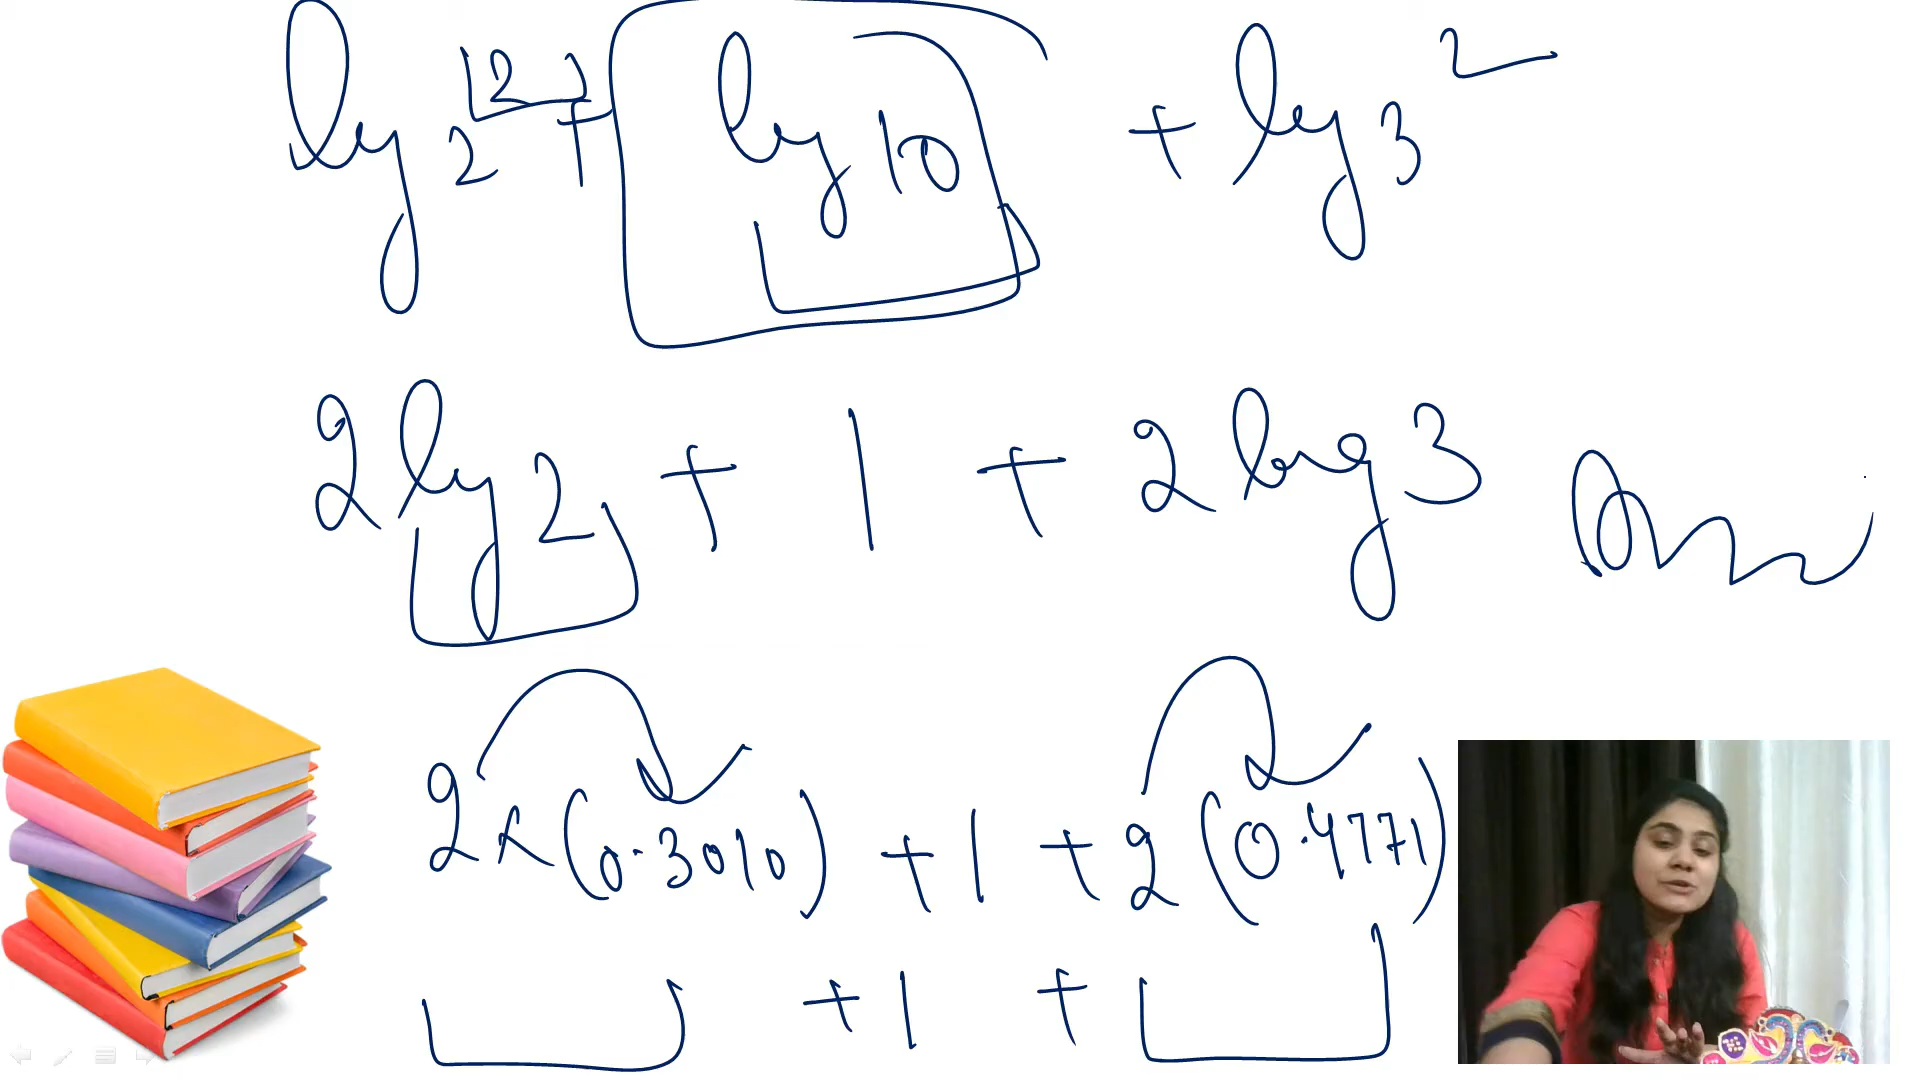 log 2² + log 10 + log 3²
2 log 2 + 1 + 2 log 3
2 × (0.3010) + 1 + 2 (0.4771)
+ 1 +